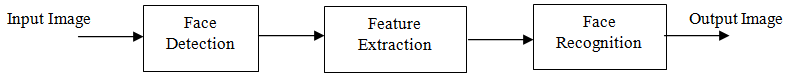 Input Image
Face
Detection
Feature
Extraction
Face
Recognition
Output Image